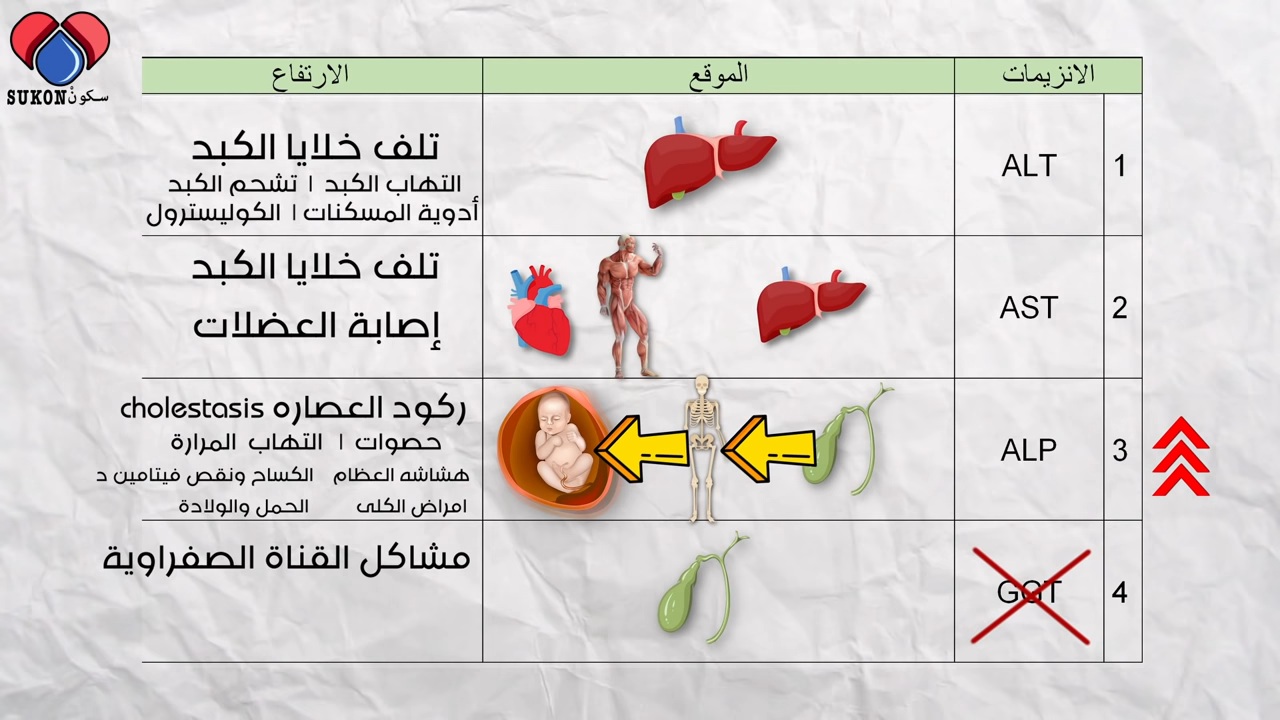 SUKON سكون
الانزيمات الموقع الارتفاع
1 ALT
تلف خلايا الكبد
التهاب الكبد | تشحم الكبد
أدوية المسكنات | الكوليسترول
2 AST
تلف خلايا الكبد
إصابة العضلات
3 ALP
ركود العصاره cholestasis
حصوات | التهاب المرارة
هشاشه العظام الكساح ونقص فيتامين د
امراض الكلى الحمل والولادة
4 GGT
مشاكل القناة الصفراوية